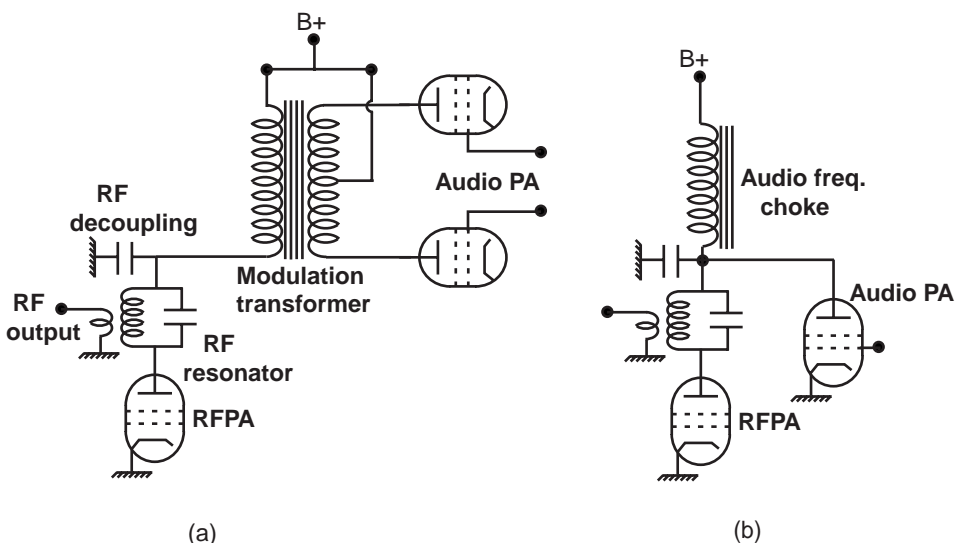 B+
Audio PA
RF
decoupling
Modulation
transformer
RF
output
RF
resonator
RFPA
(a)
B+
Audio freq.
choke
Audio PA
RFPA
(b)